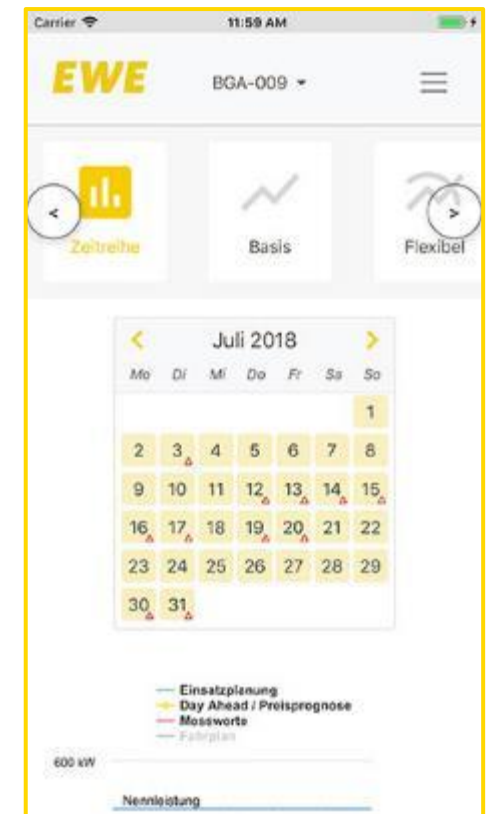 Carrier 11:59 AM
EWE BGA-009
< >
Zeitreihe Basis Flexibel
< Juli 2018 >
Mo Di Mi Do Fr Sa So
1
2 3 4 5 6 7 8
9 10 11 12 13 14 15
16 17 18 19 20 21 22
23 24 25 26 27 28 29
30 31
Einsatzplanung
Day Ahead / Preisprognose
Messworte
Fahrplan
600 kW
Nennleistung